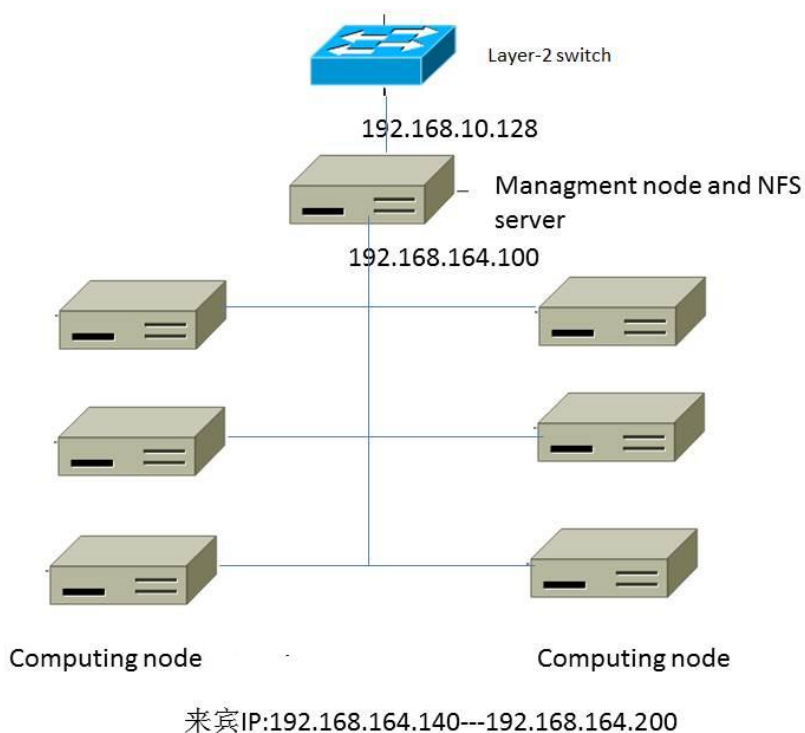 Layer-2 switch
192.168.10.128
Managment node and NFS
server
192.168.164.100
Computing node
Computing node
来宾IP:192.168.164.140---192.168.164.200